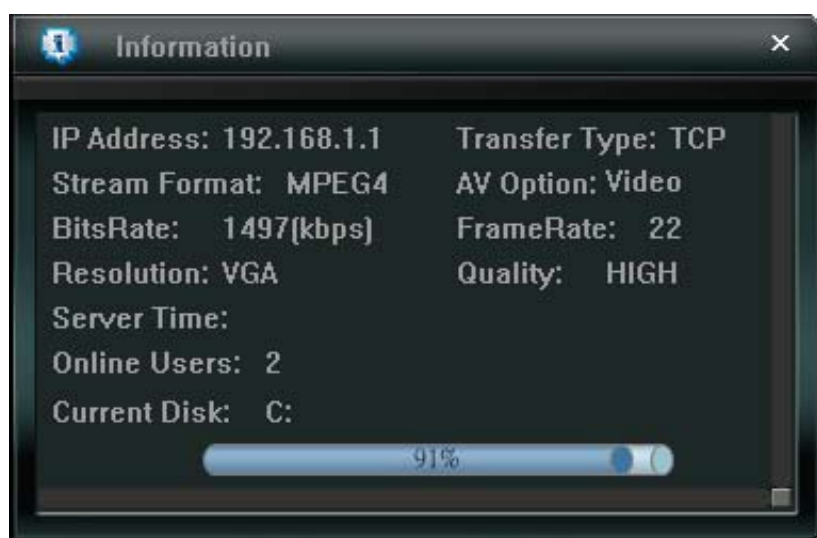 Information
IP Address: 192.168.1.1 Transfer Type: TCP
Stream Format: MPEG4 AV Option: Video
BitsRate: 1497(kbps) FrameRate: 22
Resolution: VGA Quality: HIGH
Server Time:
Online Users: 2
Current Disk: C:
91%